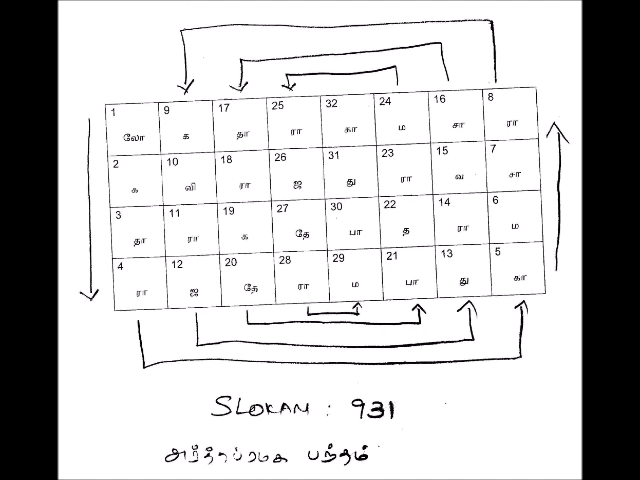 1 9 17 25 32 24 16 8
லோ க தா ரா கா ம சா ரா
2 10 18 26 31 23 15 7
க வி ரா ஜ து ரா வ சா
3 11 19 27 30 22 14 6
தா ரா க தே பா த ரா ம
4 12 20 28 29 21 13 5
ரா ஜ தே ரா ம பா து கா
SLOKAM : 931
அர்த்தப்ரமக பந்தம்